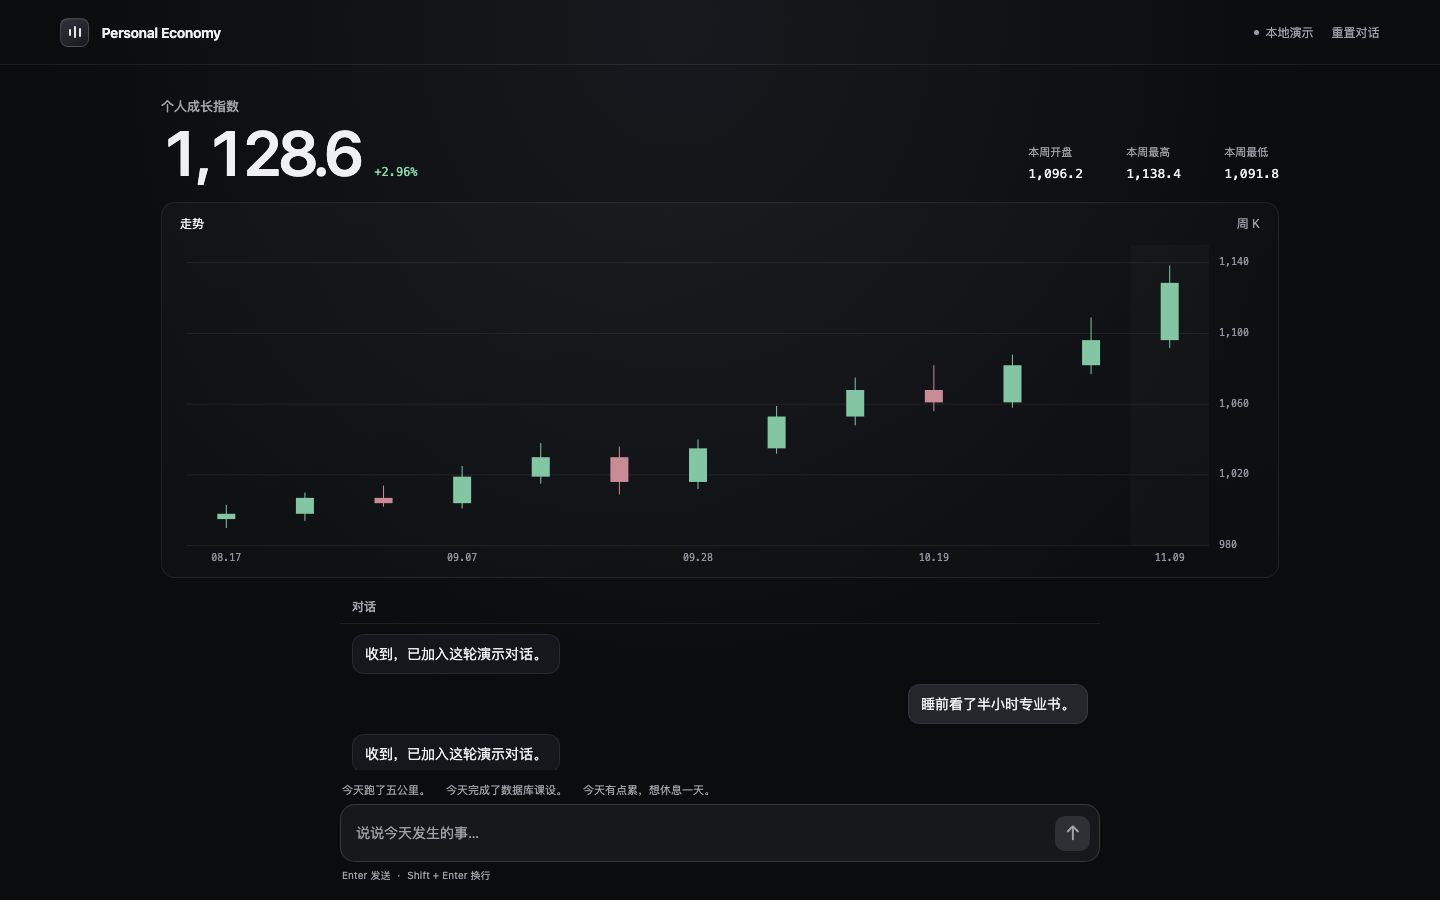 Personal Economy
本地演示 重置对话
个人成长指数
1,128.6 +2.96%
本周开盘 本周最高 本周最低
1,096.2 1,138.4 1,091.8
走势 周 K
1,140
1,100
1,060
1,020
980
08.17 09.07 09.28 10.19 11.09
对话
收到，已加入这轮演示对话。
睡前看了半小时专业书。
收到，已加入这轮演示对话。
今天跑了五公里。 今天完成了数据库课设。 今天有点累，想休息一天。
说说今天发生的事...
Enter 发送 · Shift + Enter 换行